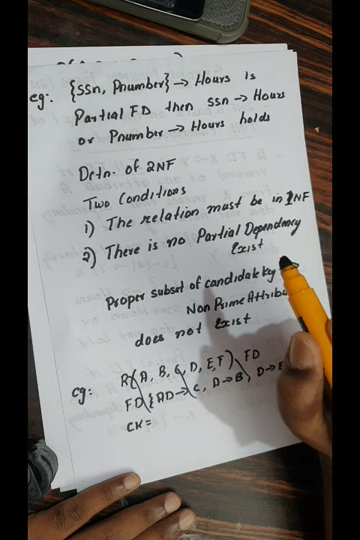 eg: {SSn, Pnumber} → Hours is
Partial FD then SSn → Hours
or Pnumber → Hours holds
Defn. of 2NF
Two Conditions
1) The relation must be in 1NF
2) There is no Partial Dependency
Exist
Proper subset of candidate key
Non Prime Attribu
does not Exist
eg: R(A, B, C, D, E, F) FD
FD {AD → C, A → B, D → E
CK =